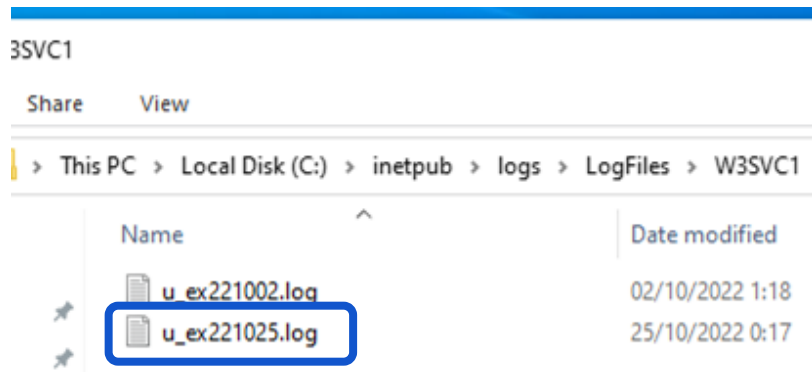 3SVC1
Share View
> This PC > Local Disk (C:) > inetpub > logs > LogFiles > W3SVC1
Name Date modified
u_ex221002.log 02/10/2022 1:18
u_ex221025.log 25/10/2022 0:17